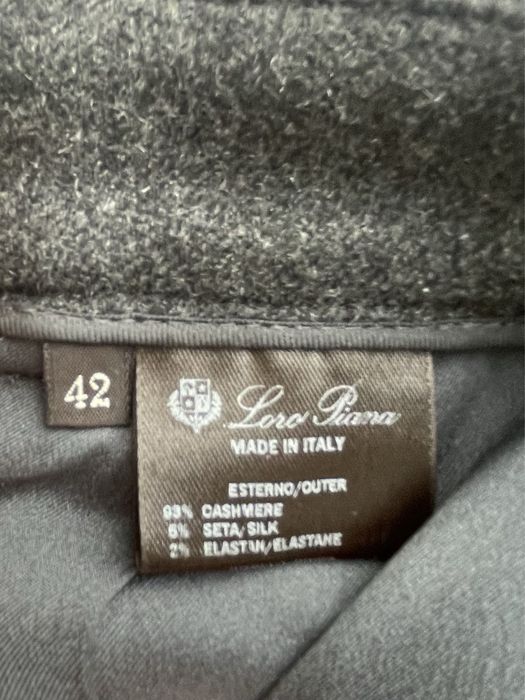 42
Loro Piana
MADE IN ITALY
ESTERNO/OUTER
93% CASHMERE
5% SETA/SILK
2% ELASTAN/ELASTANE